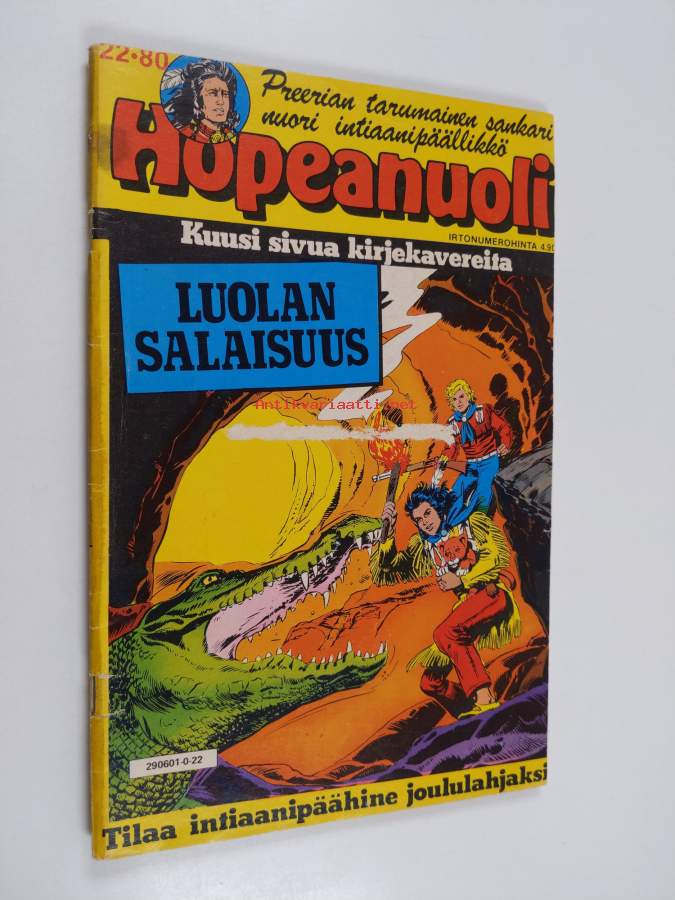 22•80
Preerian tarumainen sankari
nuori intiaanipäällikkö
Hopeanuoli
IRTONUMEROHINTA 4.90
Kuusi sivua kirjekavereita
LUOLAN
SALAISUUS
Antikvariaatti.net
290601-0-22
Tilaa intiaanipäähine joululahjaksi